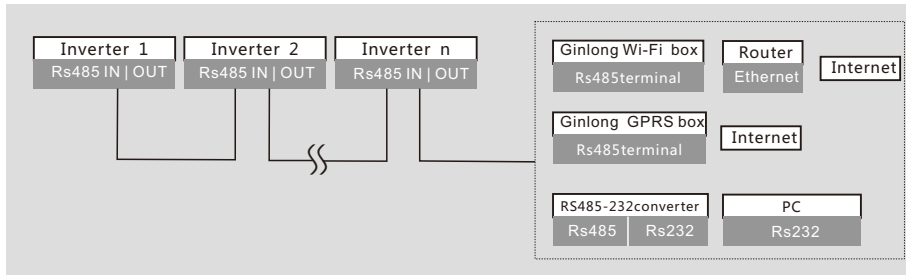 Inverter 1
Rs485 IN | OUT
Inverter 2
Rs485 IN | OUT
Inverter n
Rs485 IN | OUT
Ginlong Wi-Fi box
Rs485terminal
Router
Ethernet
Internet
Ginlong GPRS box
Rs485terminal
Internet
RS485-232converter
Rs485 Rs232
PC
Rs232